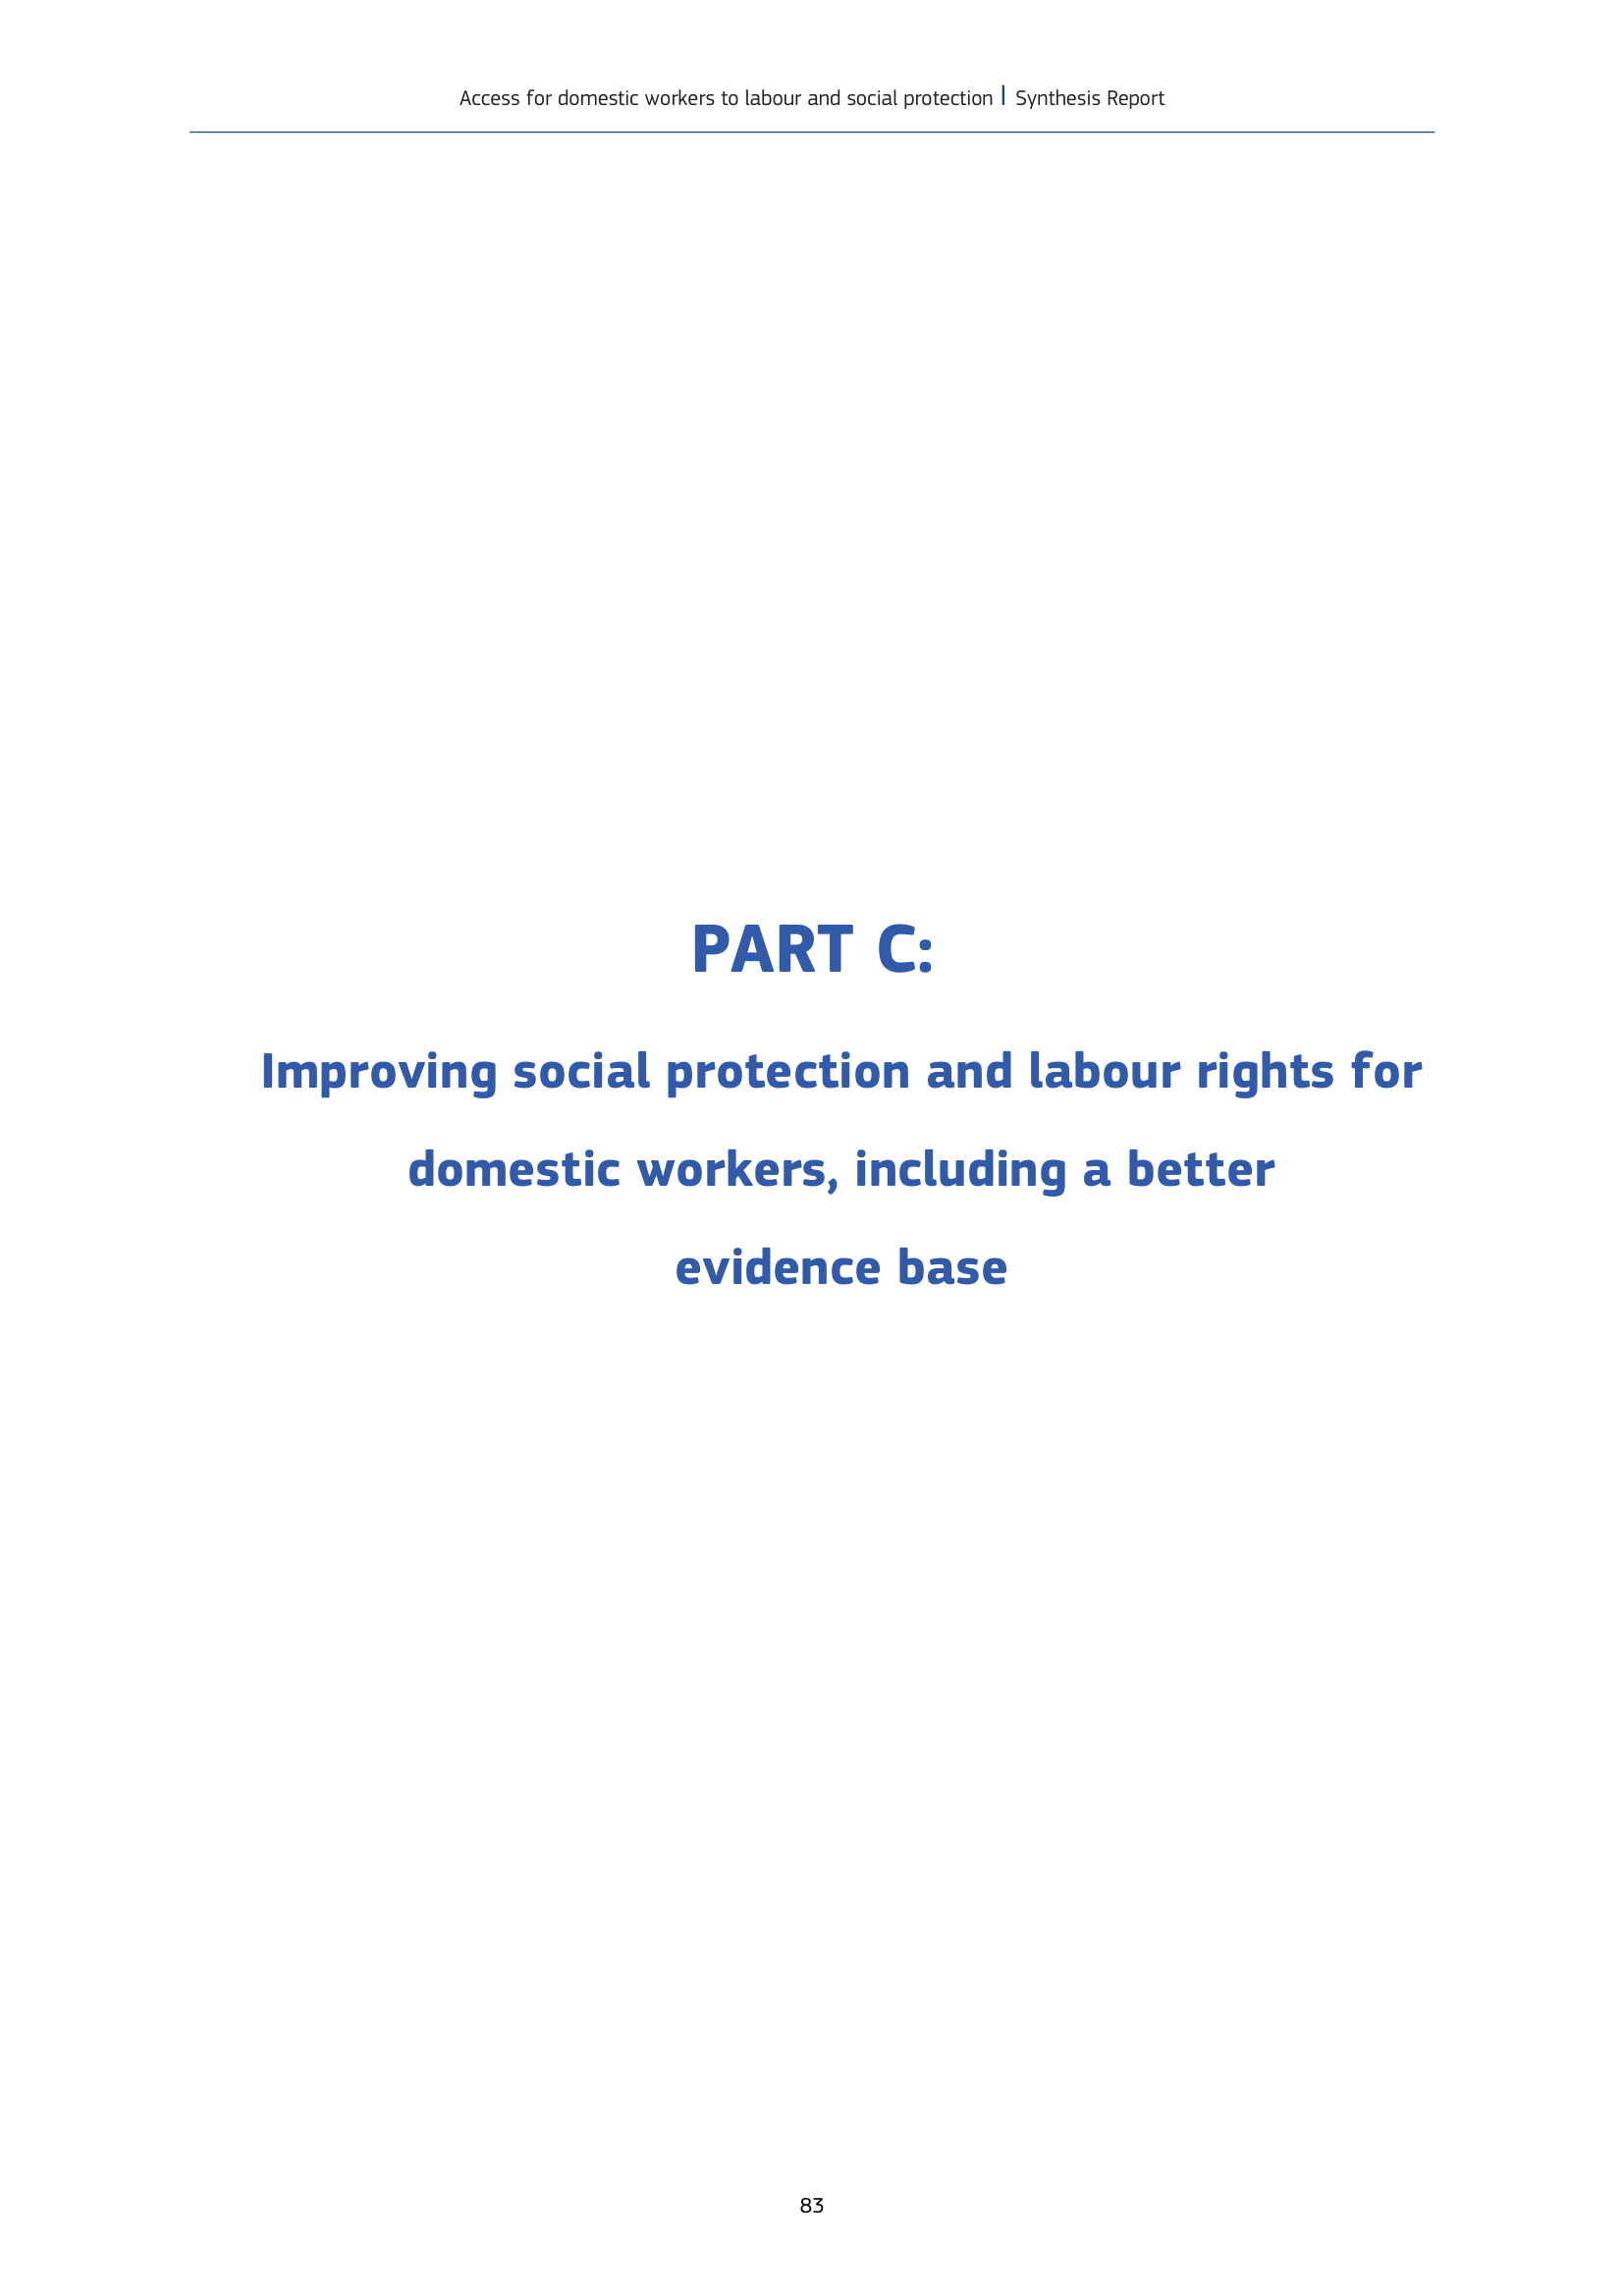 Access for domestic workers to labour and social protection | Synthesis Report
PART C:
Improving social protection and labour rights for
domestic workers, including a better
evidence base
83